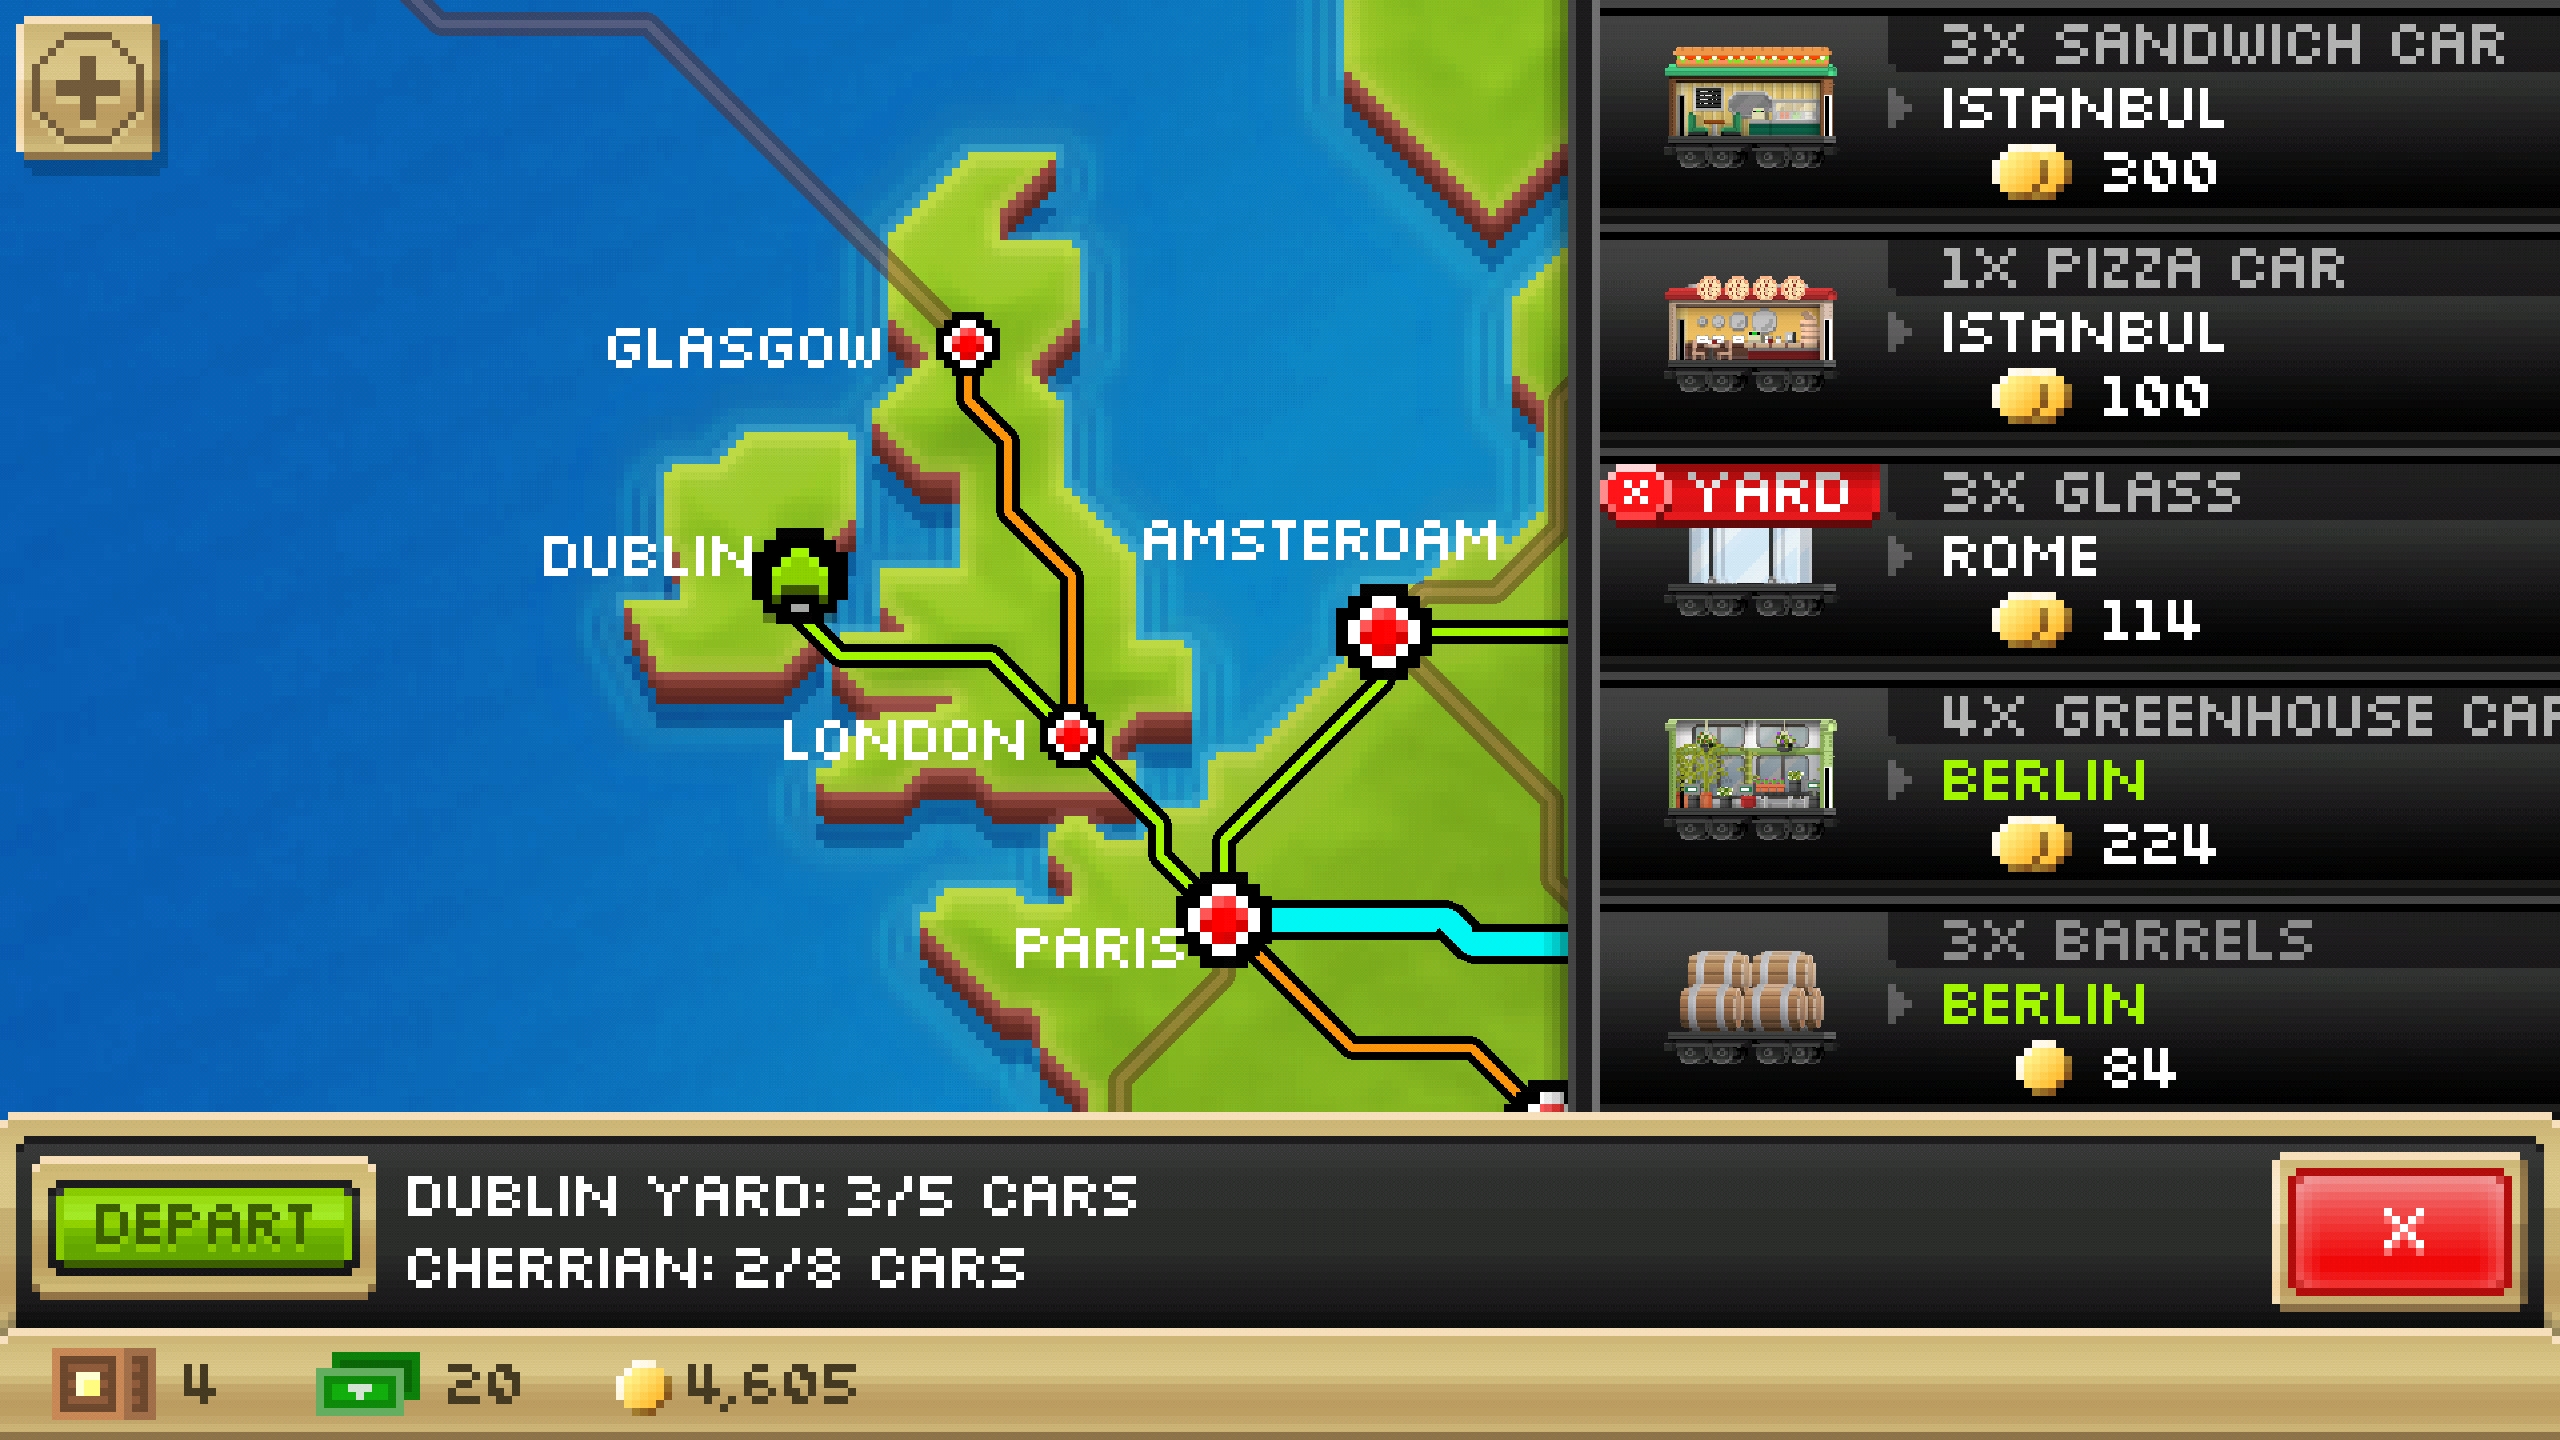 GLASGOW
DUBLIN
AMSTERDAM
LONDON
PARIS
3X SANDWICH CAR
ISTANBUL
300
1X PIZZA CAR
ISTANBUL
100
YARD
3X GLASS
ROME
114
4X GREENHOUSE CAR
BERLIN
224
3X BARRELS
BERLIN
84
DEPART
DUBLIN YARD: 3/5 CARS
CHERRIAN: 2/8 CARS
X
4
20
4,605